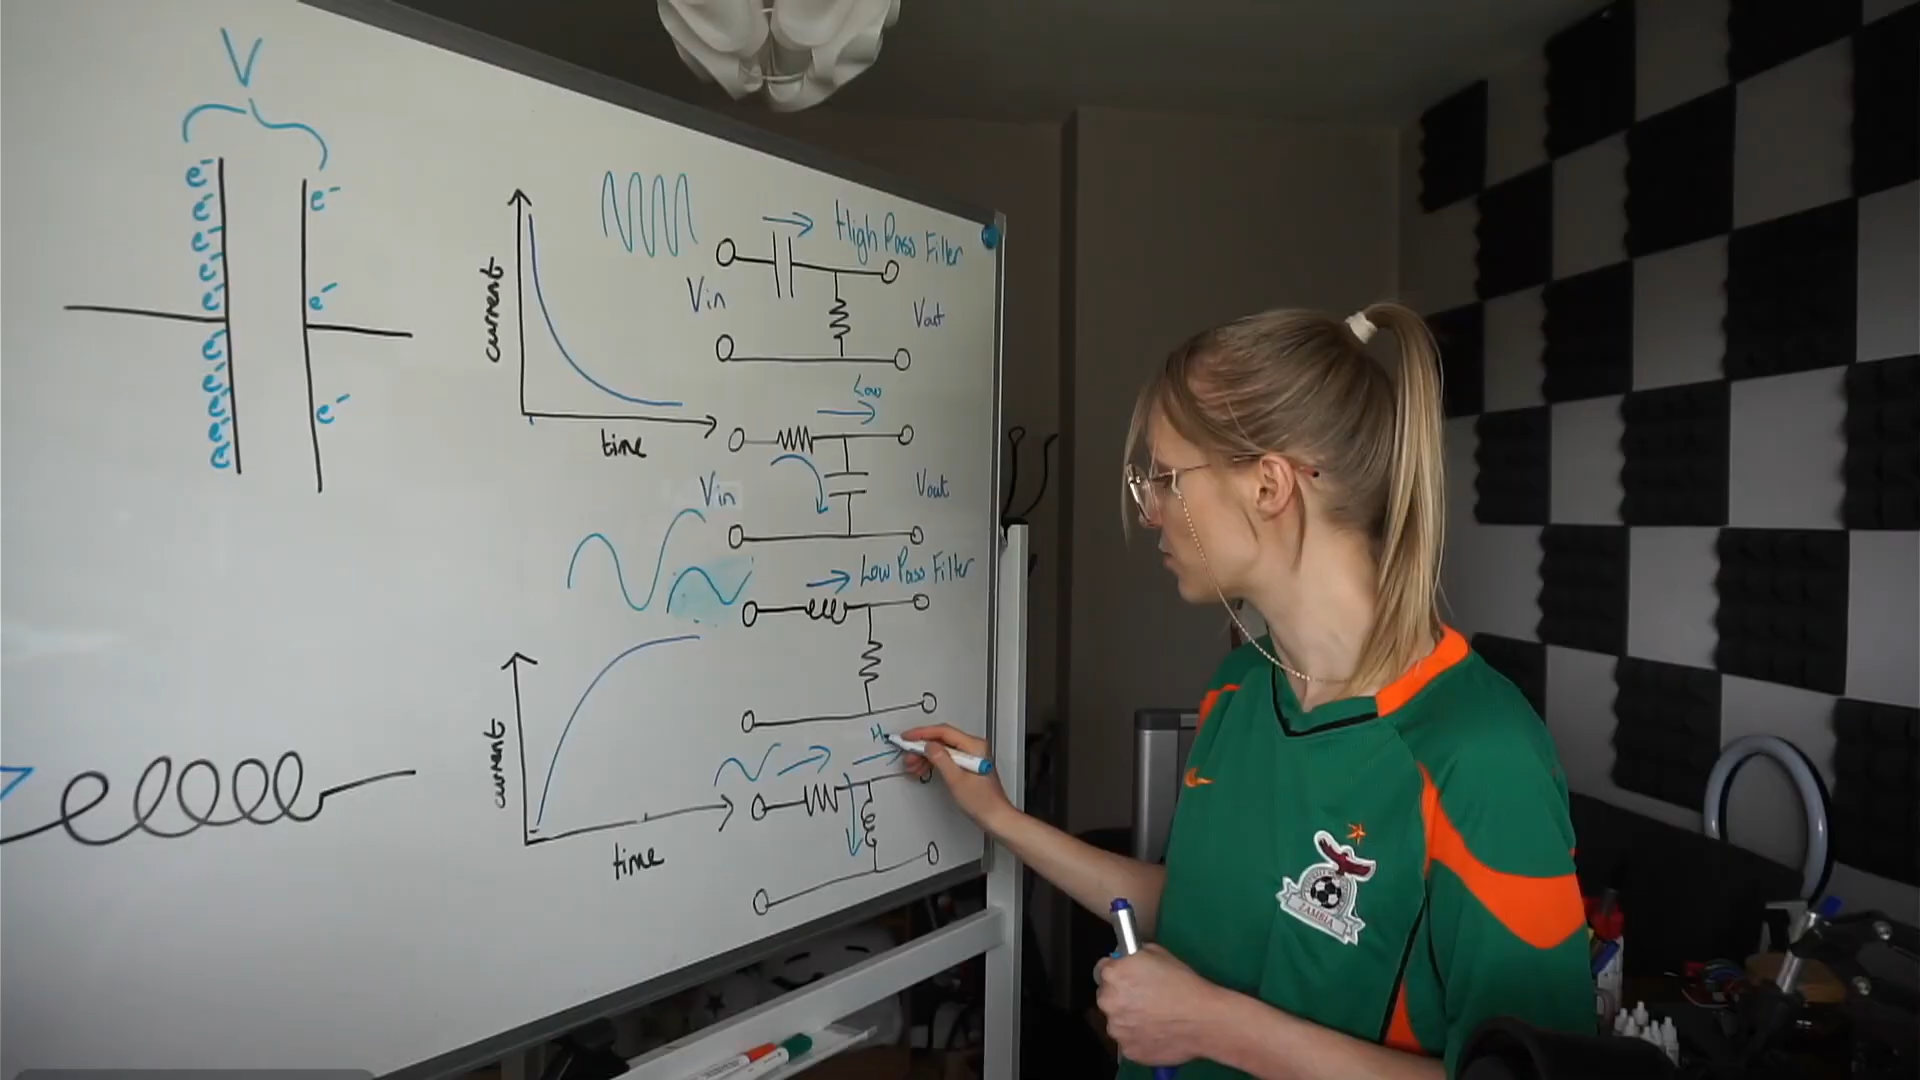 V
e⁻
e⁻
e⁻
e⁻
e⁻
e⁻
e⁻
e⁻
e⁻
e⁻
e⁻
current
time
High Pass Filter
Vin
Vout
Low
Vin
Vout
Low Pass Filter
current
time
H
ZAMBIA